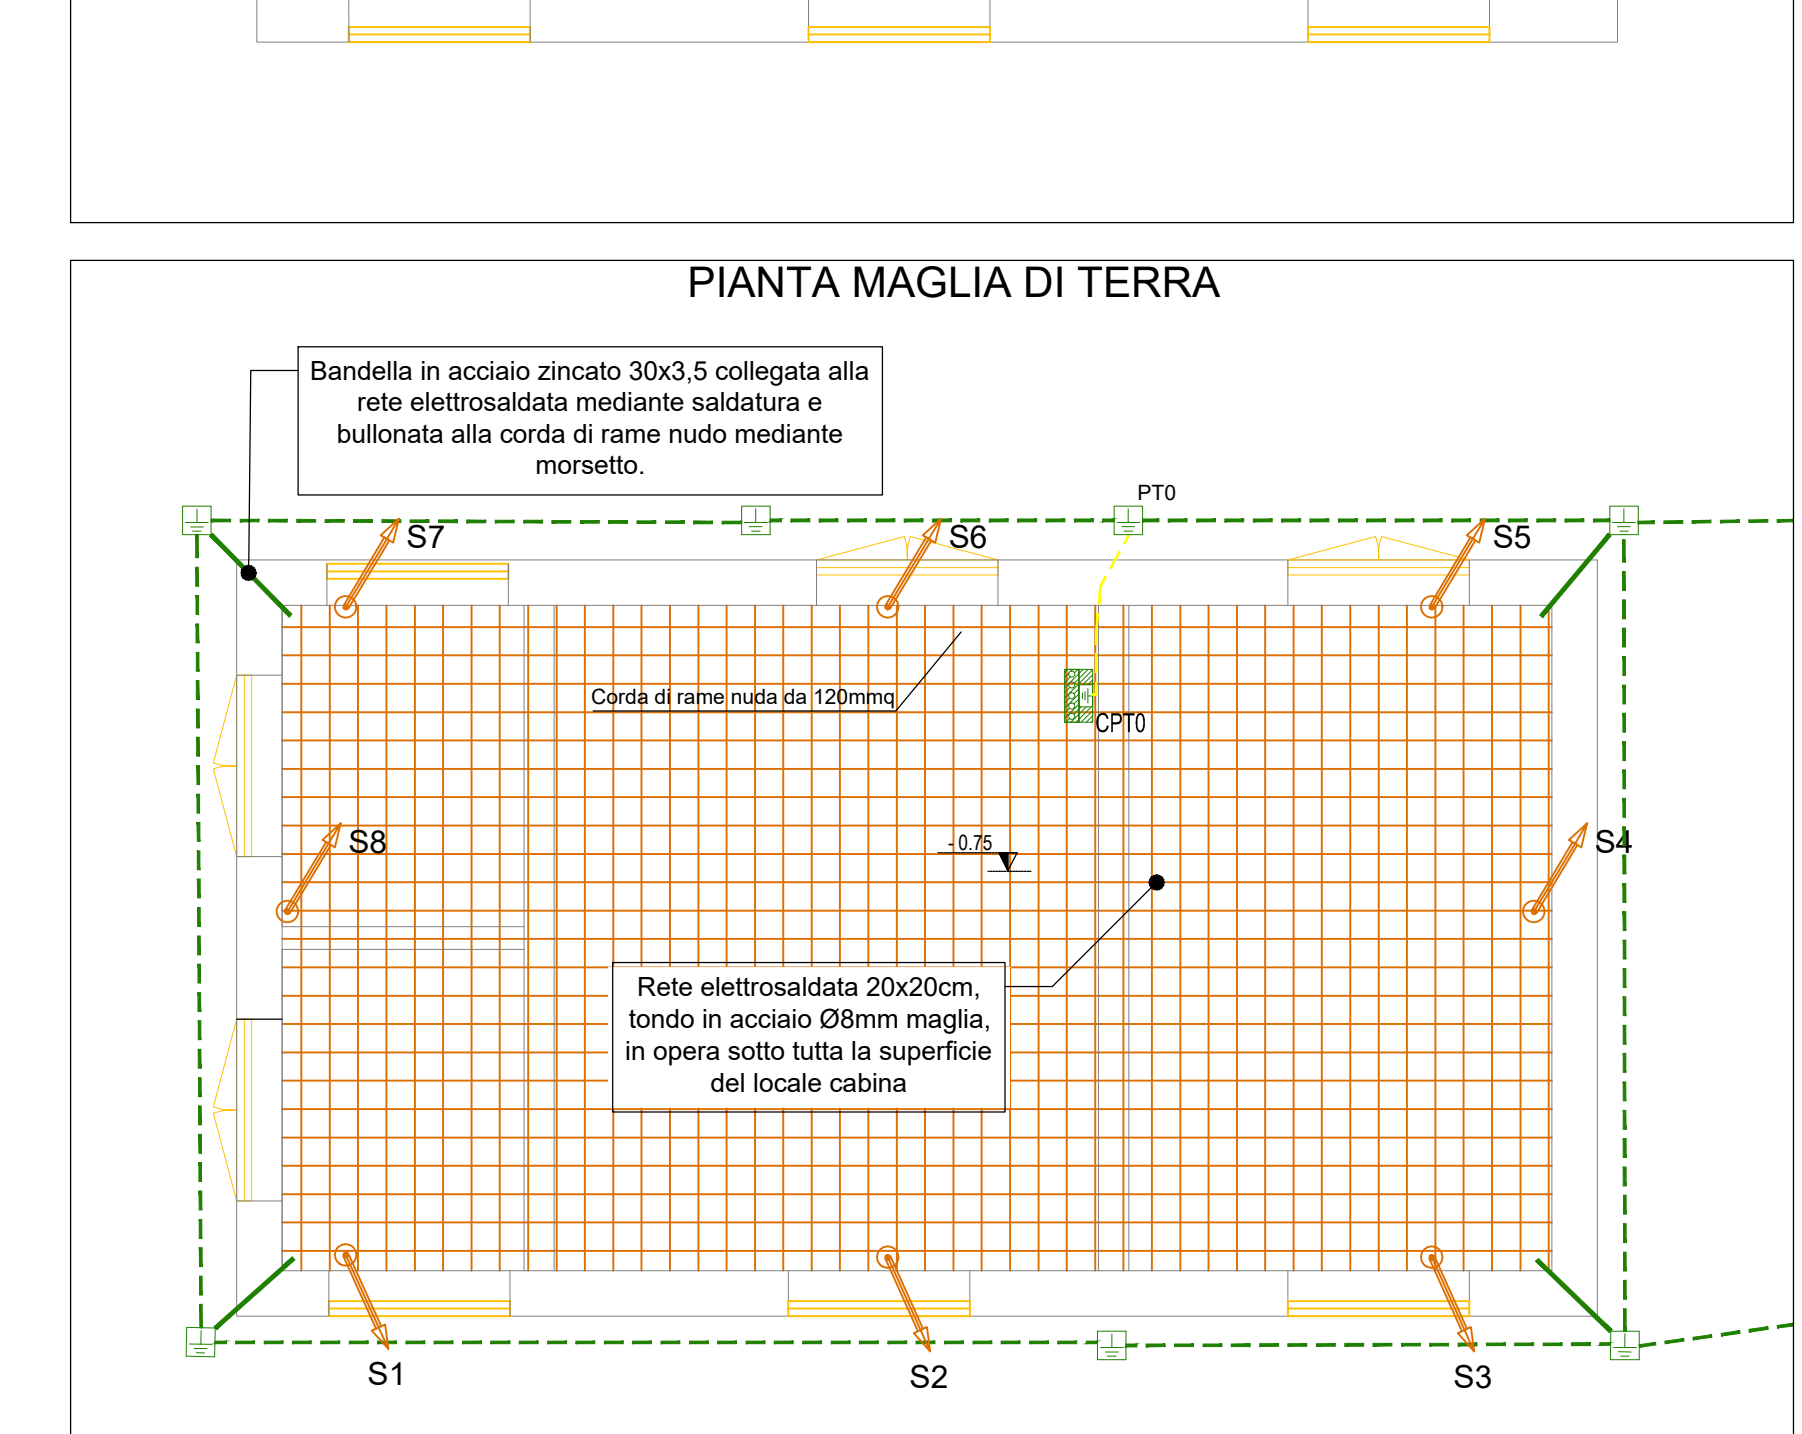 PIANTA MAGLIA DI TERRA
Bandella in acciaio zincato 30x3,5 collegata alla
rete elettrosaldata mediante saldatura e
bullonata alla corda di rame nudo mediante
morsetto.
PT0
S7
S6
S5
Corda di rame nuda da 120mmq
CPT0
S8
- 0.75
S4
Rete elettrosaldata 20x20cm,
tondo in acciaio Ø8mm maglia,
in opera sotto tutta la superficie
del locale cabina
S1
S2
S3